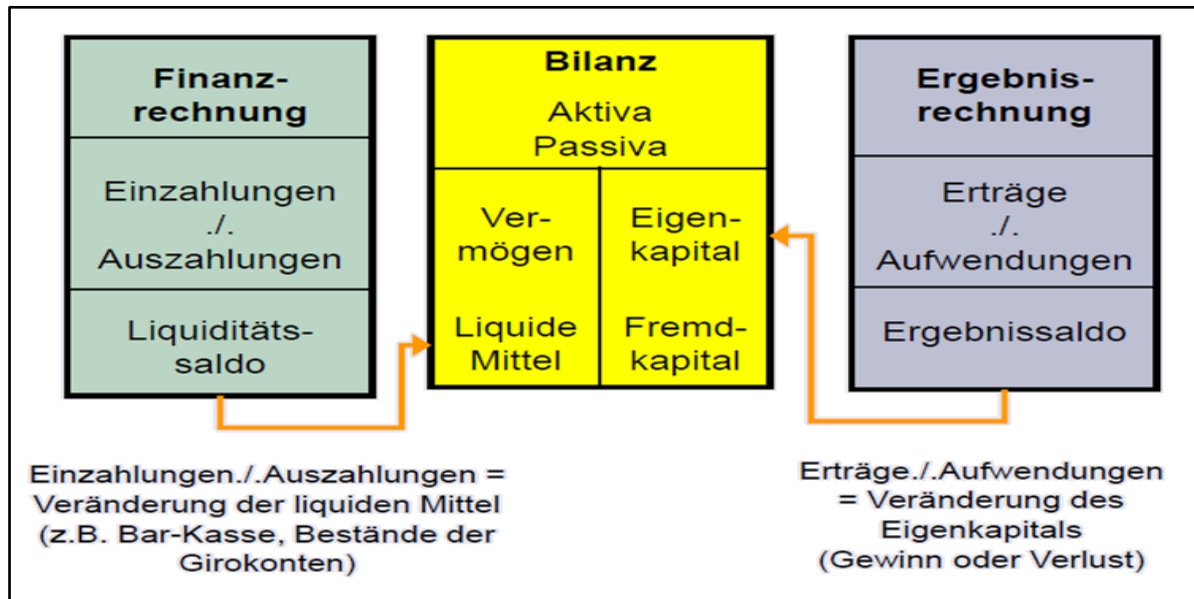 Finanz-
rechnung
Einzahlungen
./.
Auszahlungen
Liquiditäts-
saldo
Bilanz
Aktiva
Passiva
Ver-
mögen
Liquide
Mittel
Eigen-
kapital
Fremd-
kapital
Ergebnis-
rechnung
Erträge
./.
Aufwendungen
Ergebnissaldo
Einzahlungen./.Auszahlungen =
Veränderung der liquiden Mittel
(z.B. Bar-Kasse, Bestände der
Girokonten)
Erträge./.Aufwendungen
= Veränderung des
Eigenkapitals
(Gewinn oder Verlust)